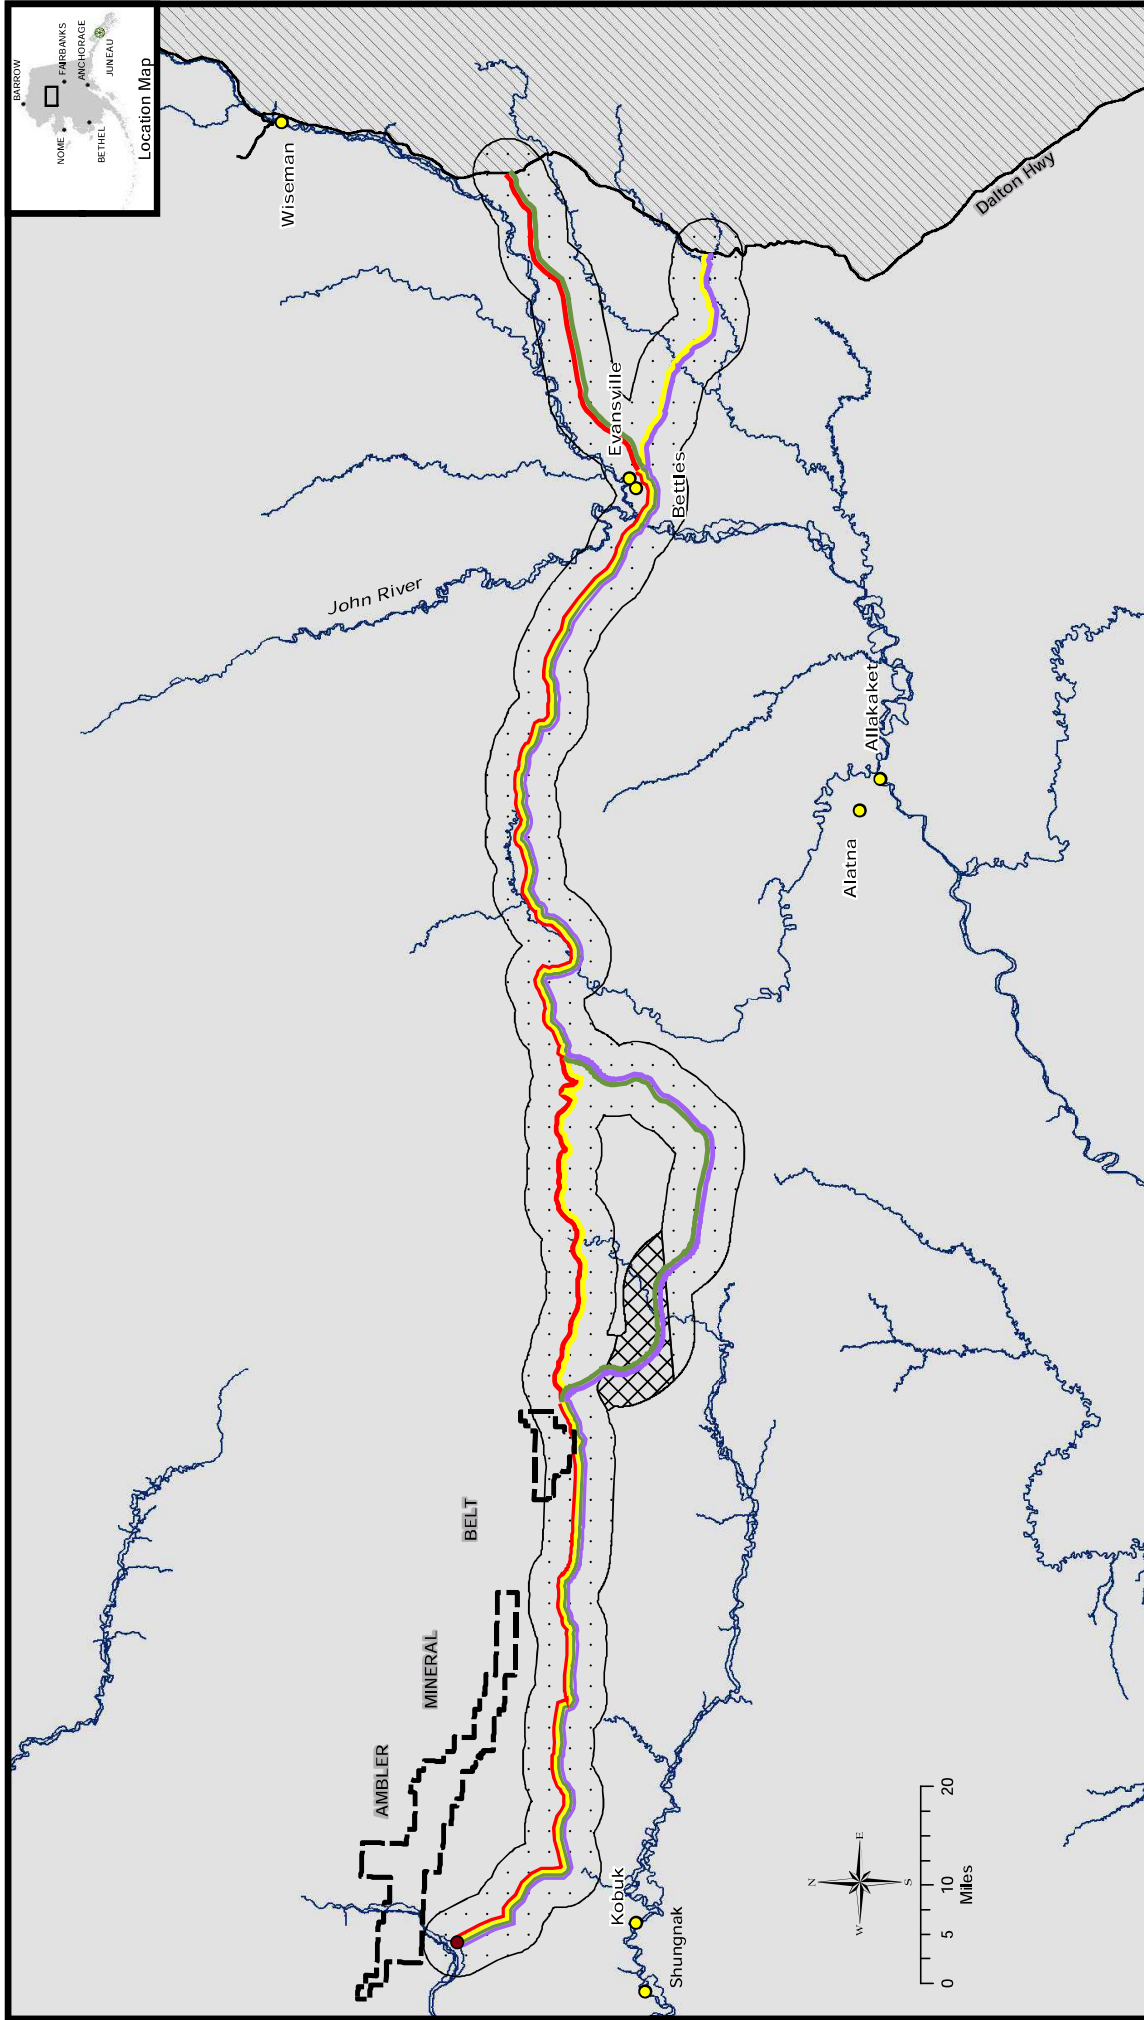 BARROW
FAIRBANKS
NOME
ANCHORAGE
BETHEL
JUNEAU
Location Map
Wiseman
Dalton Hwy
Evansville
Bettles
John River
Allakaket
Alatna
BELT
MINERAL
AMBLER
Kobuk
Shungnak
N
W
E
S
0 5 10 20
Miles